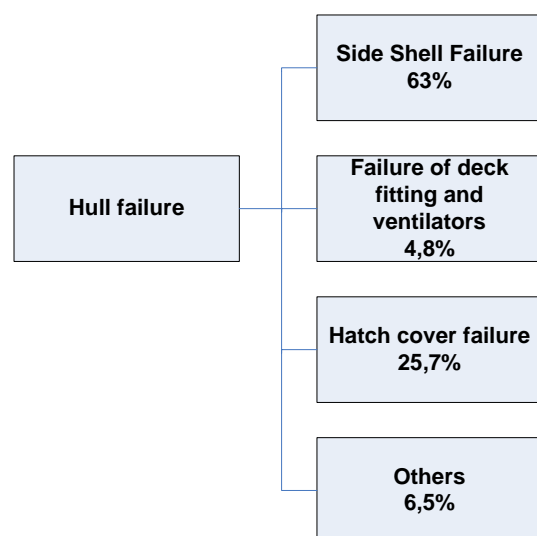 Side Shell Failure
63%
Hull failure
Failure of deck
fitting and
ventilators
4,8%
Hatch cover failure
25,7%
Others
6,5%